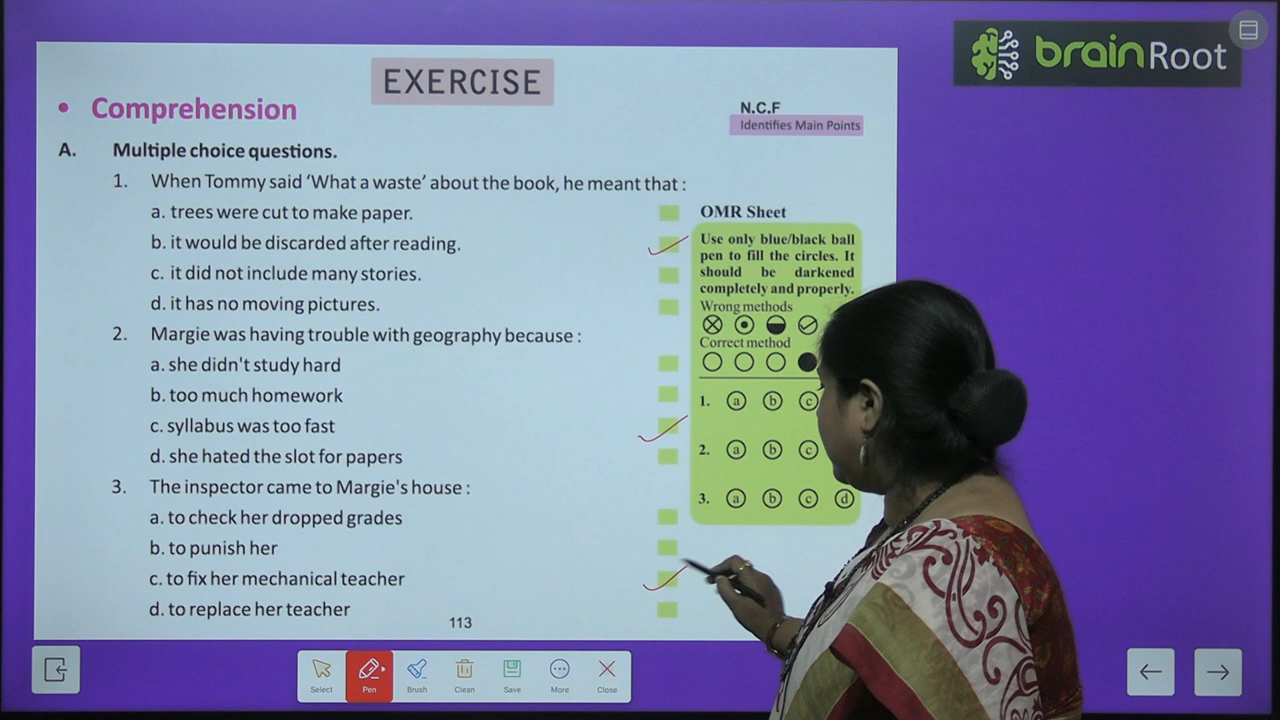 brainRoot
EXERCISE
• Comprehension
N.C.F
Identifies Main Points
A. Multiple choice questions.
1. When Tommy said ‘What a waste’ about the book, he meant that :
a. trees were cut to make paper.
b. it would be discarded after reading.
c. it did not include many stories.
d. it has no moving pictures.
2. Margie was having trouble with geography because :
a. she didn't study hard
b. too much homework
c. syllabus was too fast
d. she hated the slot for papers
3. The inspector came to Margie's house :
a. to check her dropped grades
b. to punish her
c. to fix her mechanical teacher
d. to replace her teacher
113
OMR Sheet
Use only blue/black ball
pen to fill the circles. It
should be darkened
completely and properly.
Wrong methods
Correct method
1. a b c
2. a b c
3. a b c d
Select Pen Brush Clean Save More Close